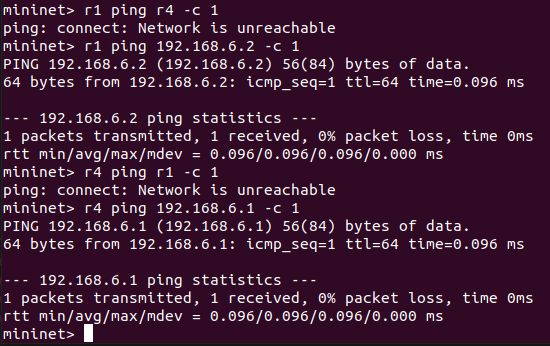 mininet> r1 ping r4 -c 1
ping: connect: Network is unreachable
mininet> r1 ping 192.168.6.2 -c 1
PING 192.168.6.2 (192.168.6.2) 56(84) bytes of data.
64 bytes from 192.168.6.2: icmp_seq=1 ttl=64 time=0.096 ms

--- 192.168.6.2 ping statistics ---
1 packets transmitted, 1 received, 0% packet loss, time 0ms
rtt min/avg/max/mdev = 0.096/0.096/0.096/0.000 ms
mininet> r4 ping r1 -c 1
ping: connect: Network is unreachable
mininet> r4 ping 192.168.6.1 -c 1
PING 192.168.6.1 (192.168.6.1) 56(84) bytes of data.
64 bytes from 192.168.6.1: icmp_seq=1 ttl=64 time=0.096 ms

--- 192.168.6.1 ping statistics ---
1 packets transmitted, 1 received, 0% packet loss, time 0ms
rtt min/avg/max/mdev = 0.096/0.096/0.096/0.000 ms
mininet>